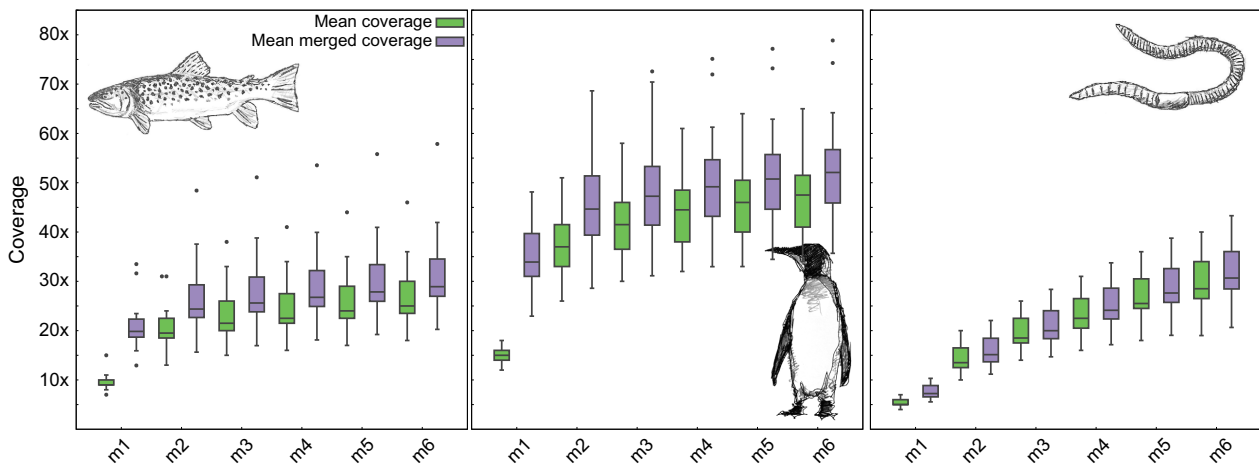 Mean coverage
Mean merged coverage
Coverage
80x
70x
60x
50x
40x
30x
20x
10x
m1 m2 m3 m4 m5 m6
m1 m2 m3 m4 m5 m6
m1 m2 m3 m4 m5 m6